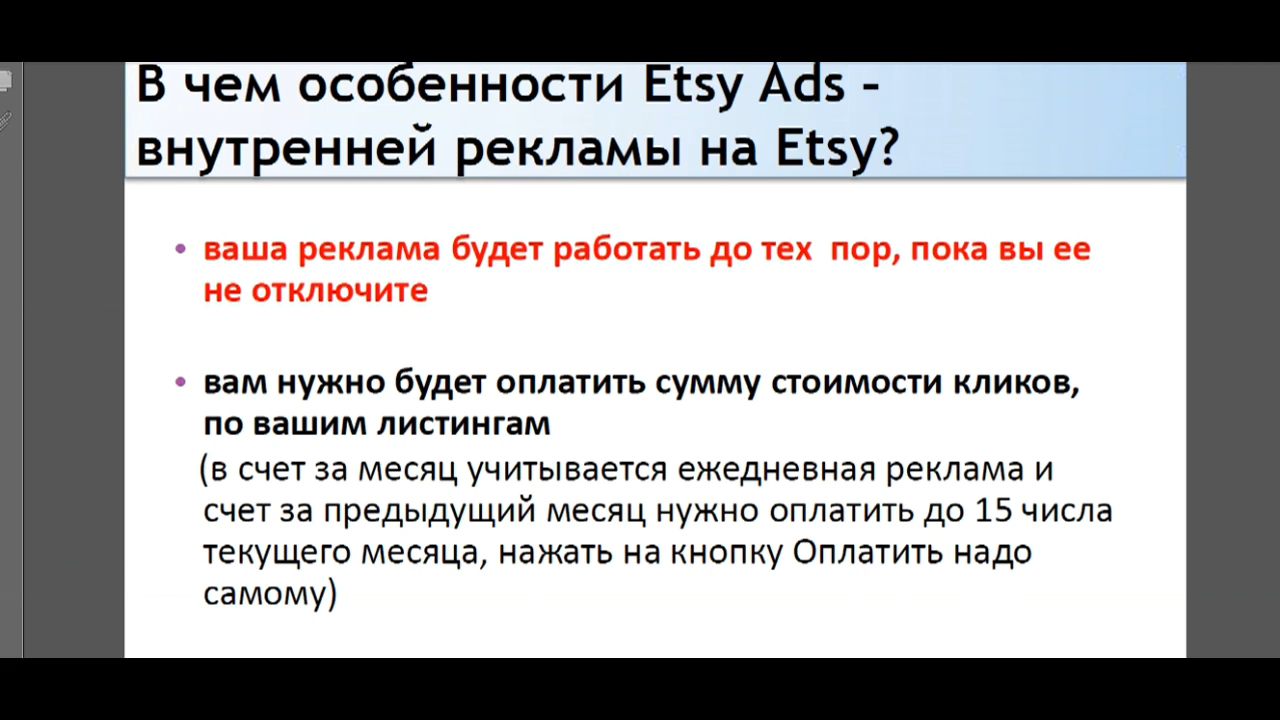 В чем особенности Etsy Ads –
внутренней рекламы на Etsy?
• ваша реклама будет работать до тех пор, пока вы ее
не отключите
• вам нужно будет оплатить сумму стоимости кликов,
по вашим листингам
(в счет за месяц учитывается ежедневная реклама и
счет за предыдущий месяц нужно оплатить до 15 числа
текущего месяца, нажать на кнопку Оплатить надо
самому)